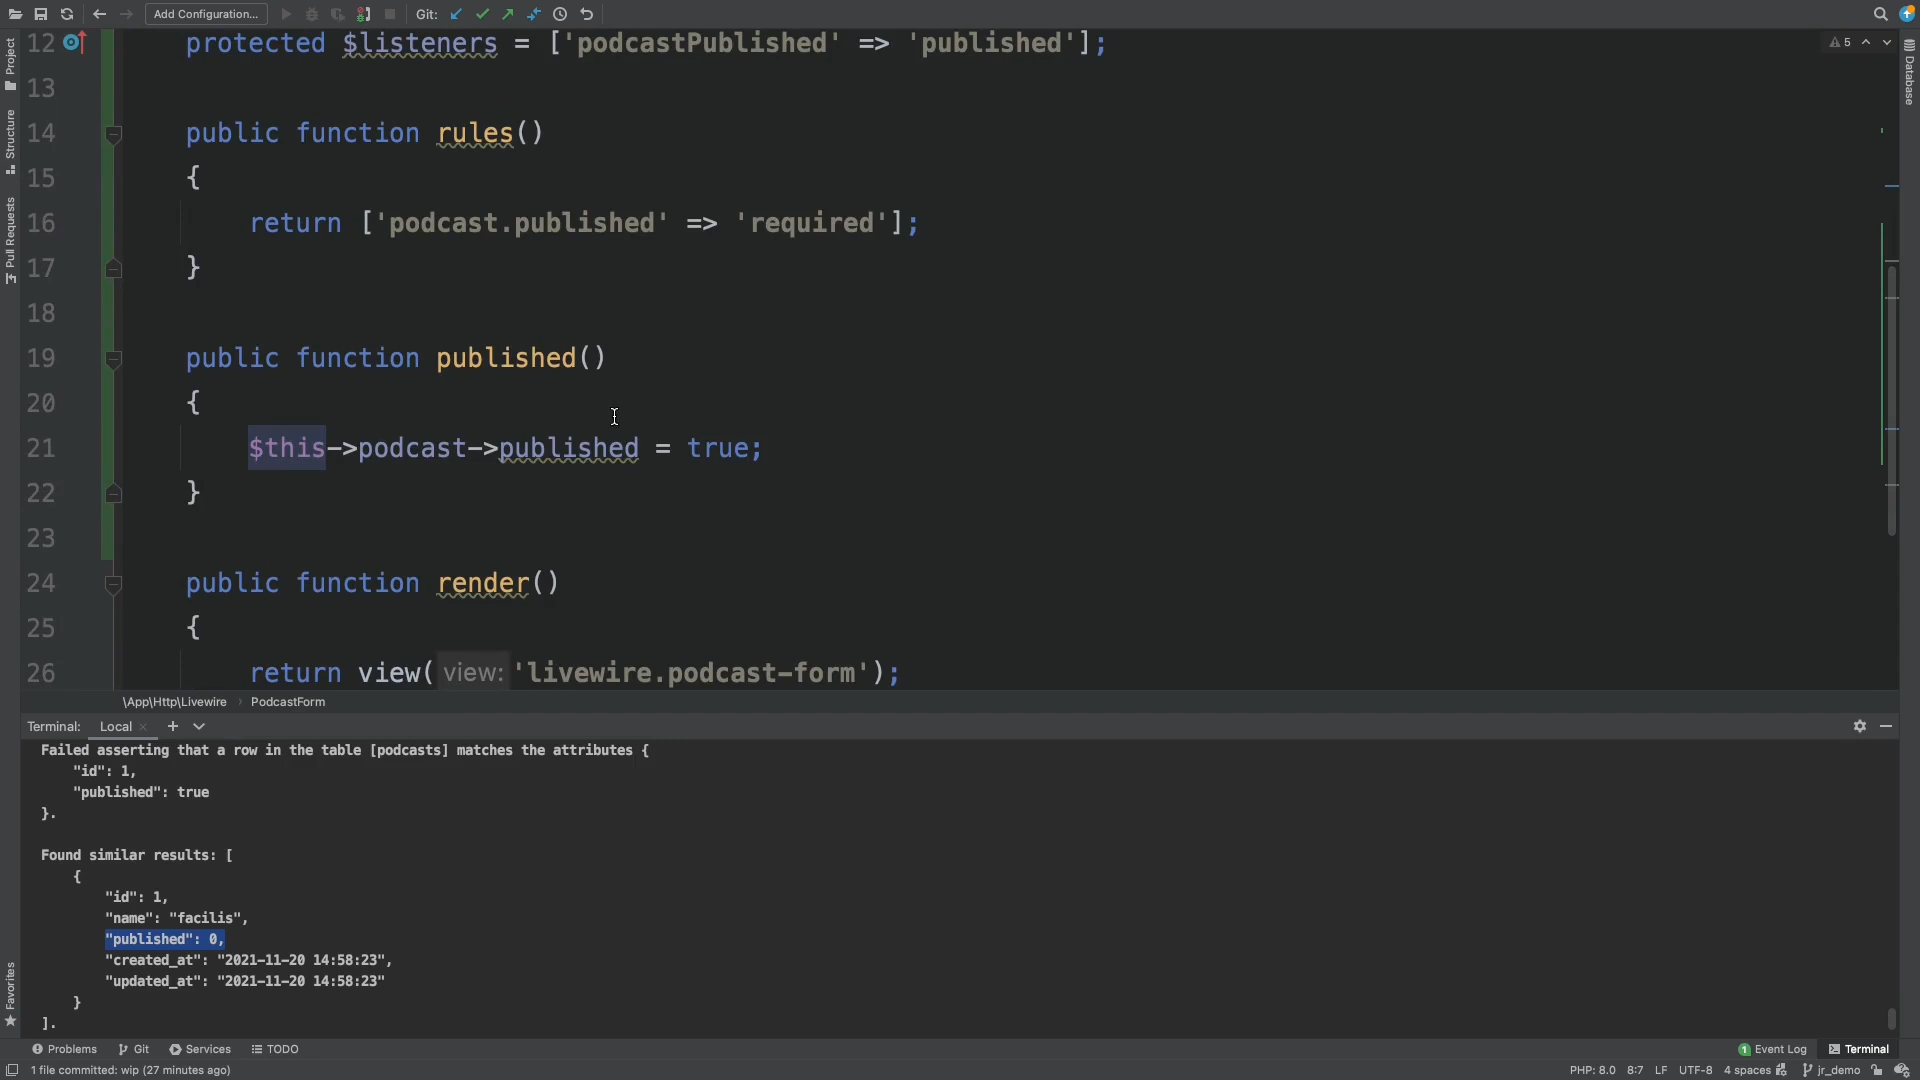 Add Configuration...
Git:
12 protected $listeners = ['podcastPublished' => 'published'];
5
13
14 public function rules()
15 {
16 return ['podcast.published' => 'required'];
17 }
18
19 public function published()
20 {
21 $this->podcast->published = true;
22 }
23
24 public function render()
25 {
26 return view( view: 'livewire.podcast-form');
Project
Structure
Pull Requests
Favorites
Database
\App\Http\Livewire › PodcastForm
Terminal: Local × +
Failed asserting that a row in the table [podcasts] matches the attributes {
"id": 1,
"published": true
}.
Found similar results: [
{
"id": 1,
"name": "facilis",
"published": 0,
"created_at": "2021-11-20 14:58:23",
"updated_at": "2021-11-20 14:58:23"
}
].
Problems Git Services TODO
1 Event Log Terminal
1 file committed: wip (27 minutes ago)
PHP: 8.0 8:7 LF UTF-8 4 spaces jr_demo